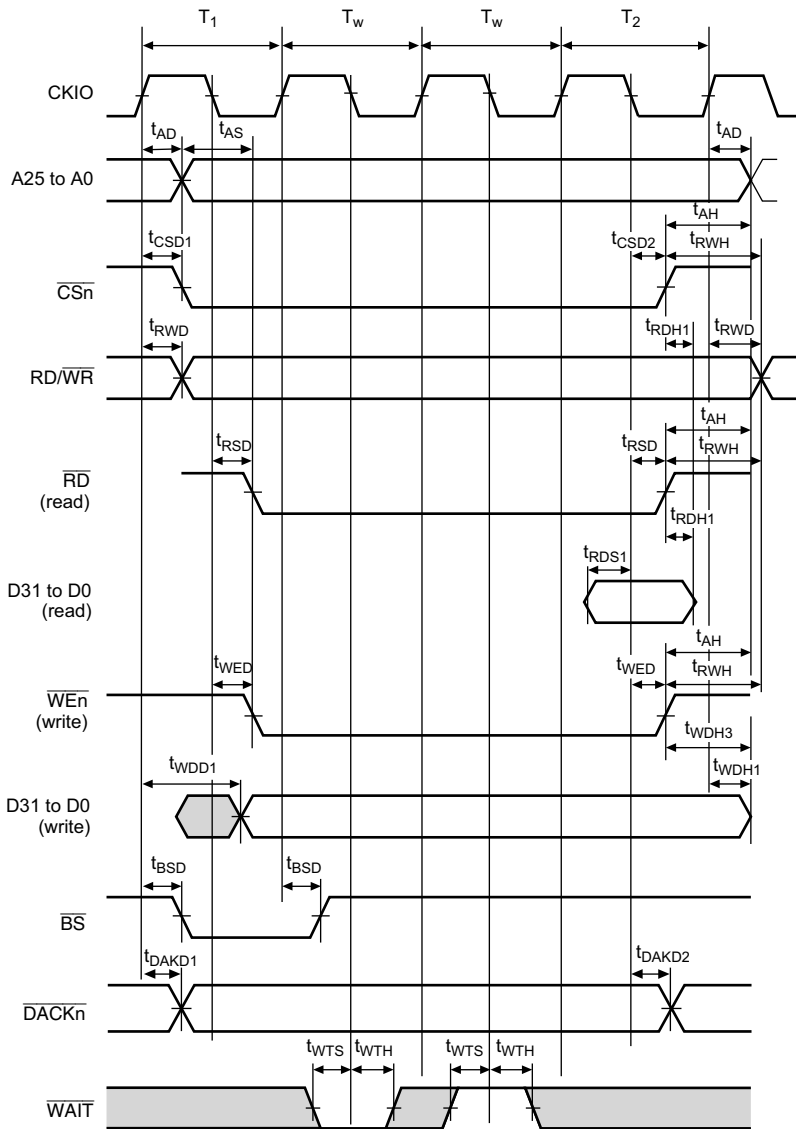 T1 Tw Tw T2
CKIO
tAD tAS tAD
A25 to A0
tAH
tCSD1 tCSD2 tRWH
CSn
tRWD tRDH1 tRWD
RD/WR
tAH
tRSD tRSD tRWH
RD
(read)
tRDH1
tRDS1
D31 to D0
(read)
tAH
tWED tWED tRWH
WEn
(write)
tWDH3
tWDD1 tWDH1
D31 to D0
(write)
tBSD tBSD
BS
tDAKD1 tDAKD2
DACKn
tWTS tWTH tWTS tWTH
WAIT